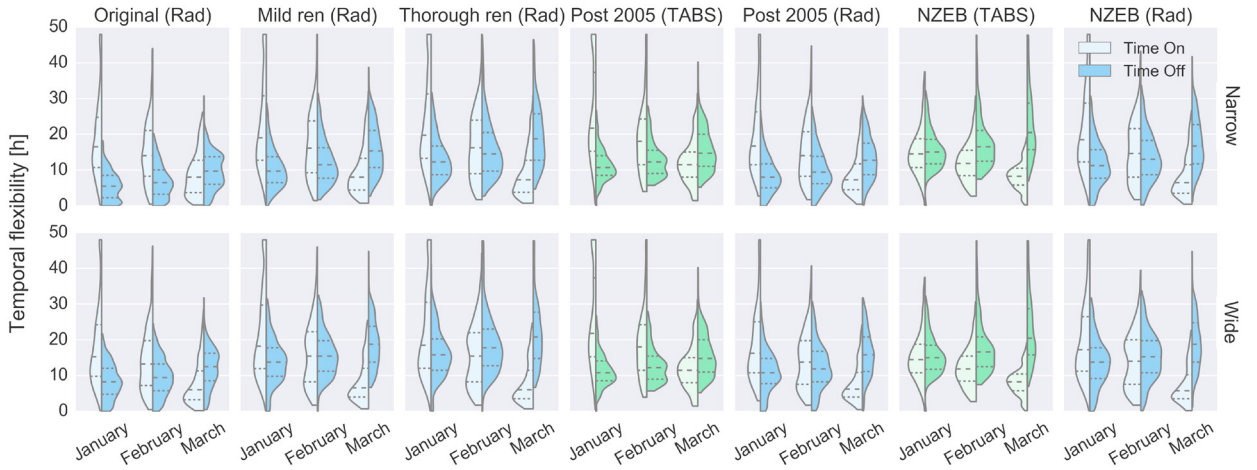 Original (Rad) Mild ren (Rad) Thorough ren (Rad) Post 2005 (TABS) Post 2005 (Rad) NZEB (TABS) NZEB (Rad)
Temporal flexibility [h]
50
40
30
20
10
0
Time On
Time Off
Narrow
50
40
30
20
10
0
Wide
January February March January February March January February March January February March January February March January February March January February March